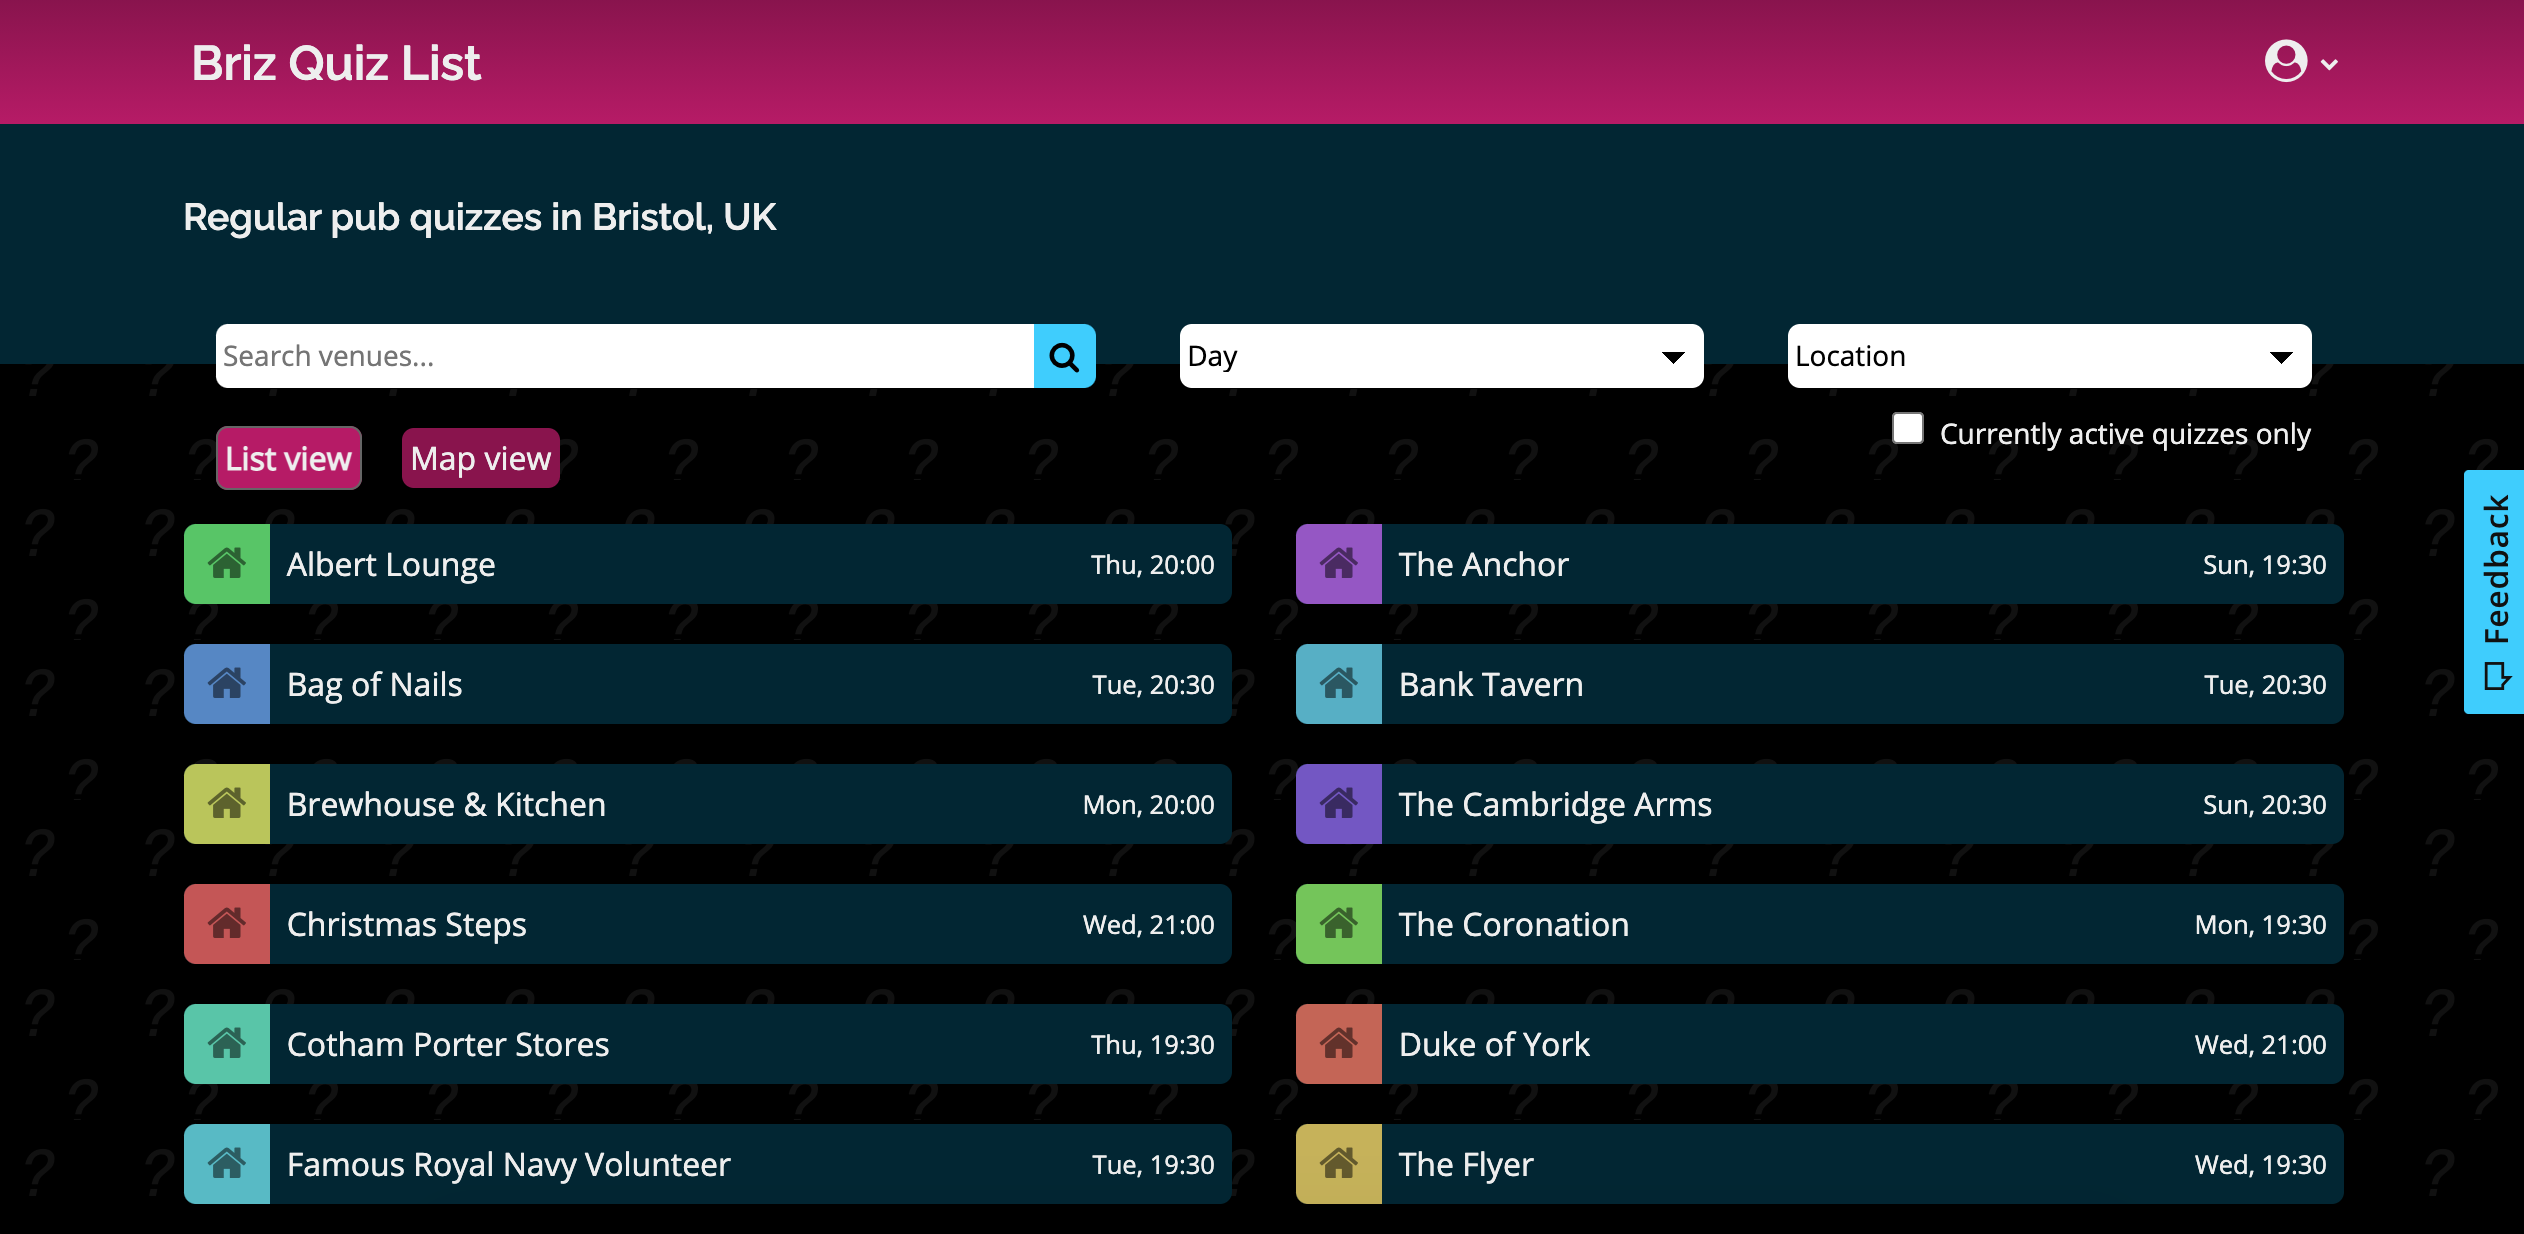 Briz Quiz List
Regular pub quizzes in Bristol, UK
Search venues...
Day
Location
List view
Map view
Currently active quizzes only
Feedback
Albert Lounge Thu, 20:00
The Anchor Sun, 19:30
Bag of Nails Tue, 20:30
Bank Tavern Tue, 20:30
Brewhouse & Kitchen Mon, 20:00
The Cambridge Arms Sun, 20:30
Christmas Steps Wed, 21:00
The Coronation Mon, 19:30
Cotham Porter Stores Thu, 19:30
Duke of York Wed, 21:00
Famous Royal Navy Volunteer Tue, 19:30
The Flyer Wed, 19:30